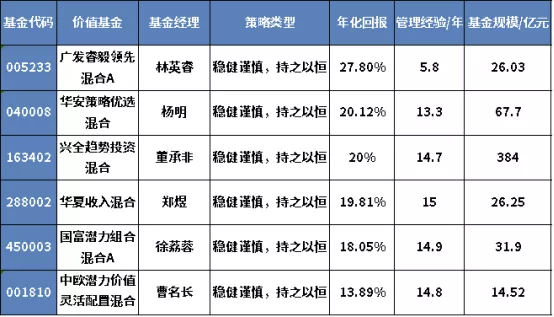 基金代码 价值基金 基金经理 策略类型 年化回报 管理经验/年 基金规模/亿元
005233 广发睿毅领先混合A 林英睿 稳健谨慎，持之以恒 27.80% 5.8 26.03
040008 华安策略优选混合 杨明 稳健谨慎，持之以恒 20.12% 13.3 67.7
163402 兴全趋势投资混合 董承非 稳健谨慎，持之以恒 20% 14.7 384
288002 华夏收入混合 郑煜 稳健谨慎，持之以恒 19.81% 15 26.25
450003 国富潜力组合混合A 徐荔蓉 稳健谨慎，持之以恒 18.05% 14.9 31.9
001810 中欧潜力价值灵活配置混合 曹名长 稳健谨慎，持之以恒 13.89% 14.8 14.52